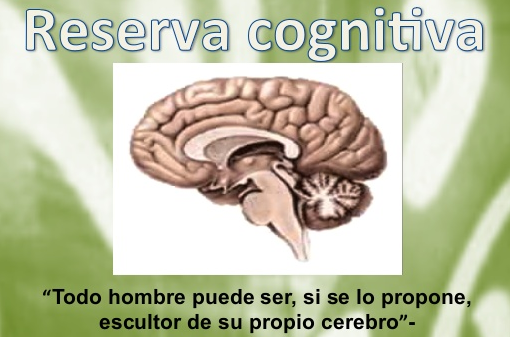 Reserva cognitiva
“Todo hombre puede ser, si se lo propone,
escultor de su propio cerebro”-